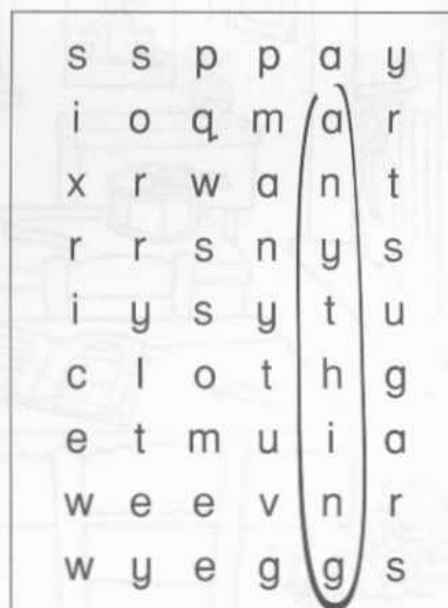 s s p p a y
i o q m a r
x r w a n t
r r s n y s
i y s y t u
c l o t h g
e t m u i a
w e e v n r
w y e g g s